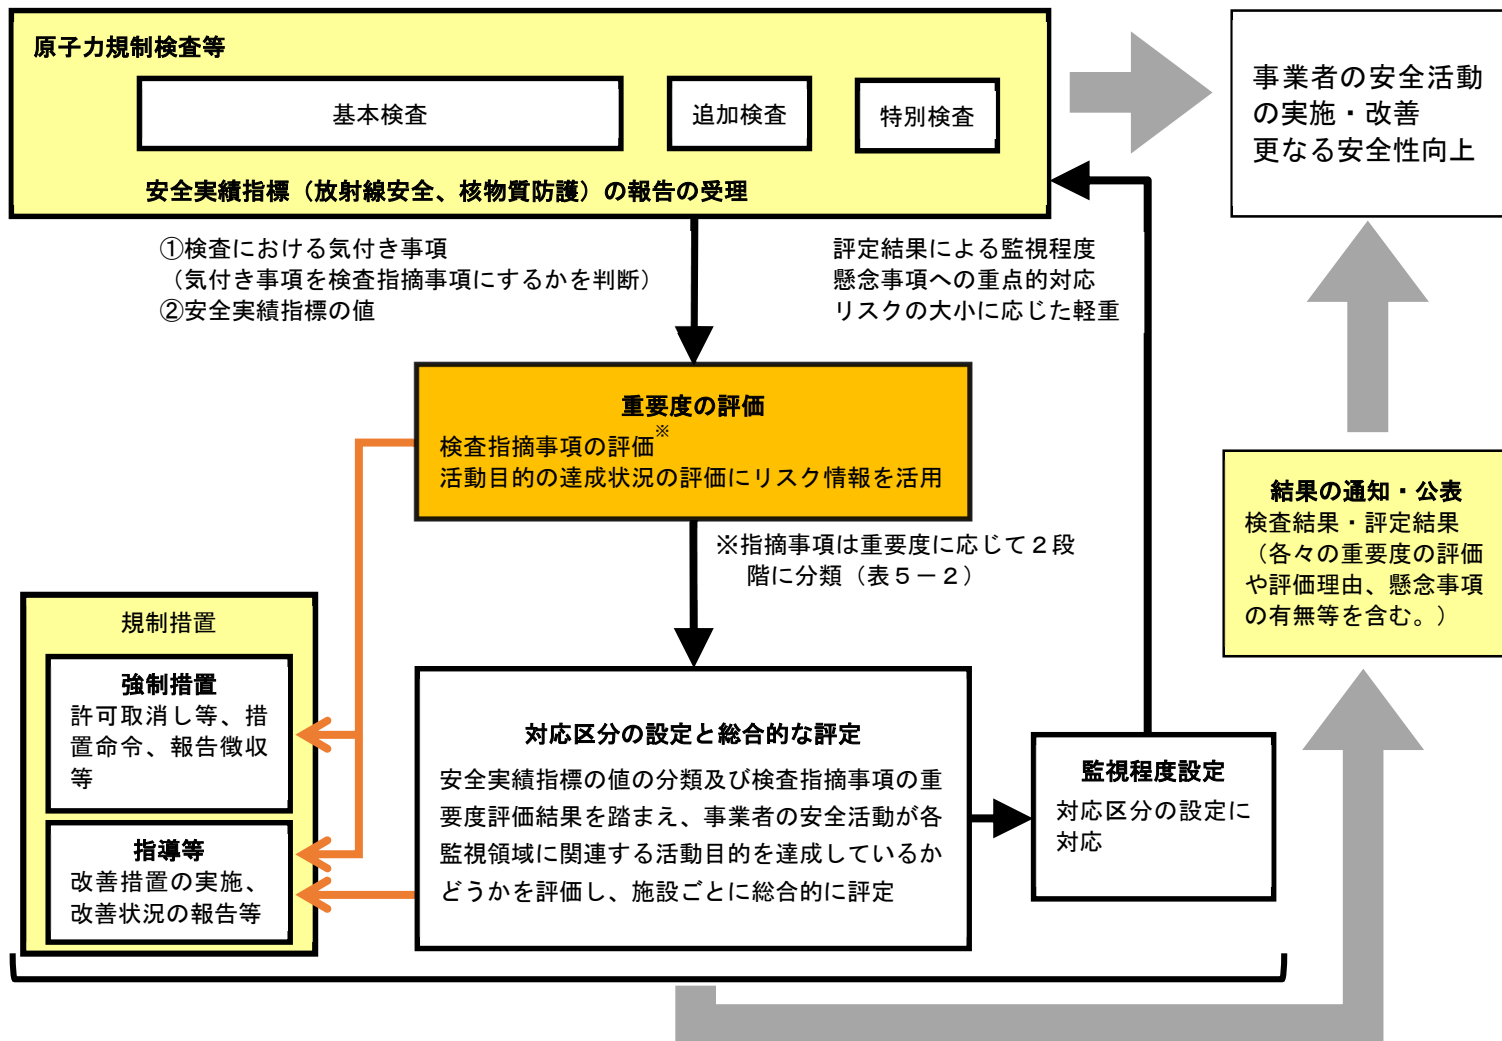 原子力規制検査等
基本検査
追加検査
特別検査
安全実績指標（放射線安全、核物質防護）の報告の受理
事業者の安全活動
の実施・改善
更なる安全性向上
①検査における気付き事項
（気付き事項を検査指摘事項にするかを判断）
②安全実績指標の値
評定結果による監視程度
懸念事項への重点的対応
リスクの大小に応じた軽重
重要度の評価
検査指摘事項の評価※
活動目的の達成状況の評価にリスク情報を活用
※指摘事項は重要度に応じて２段
階に分類（表５－２）
結果の通知・公表
検査結果・評定結果
（各々の重要度の評価
や評価理由、懸念事項
の有無等を含む。）
規制措置
強制措置
許可取消し等、措
置命令、報告徴収
等
指導等
改善措置の実施、
改善状況の報告等
対応区分の設定と総合的な評定
安全実績指標の値の分類及び検査指摘事項の重
要度評価結果を踏まえ、事業者の安全活動が各
監視領域に関連する活動目的を達成しているか
どうかを評価し、施設ごとに総合的に評定
監視程度設定
対応区分の設定に
対応